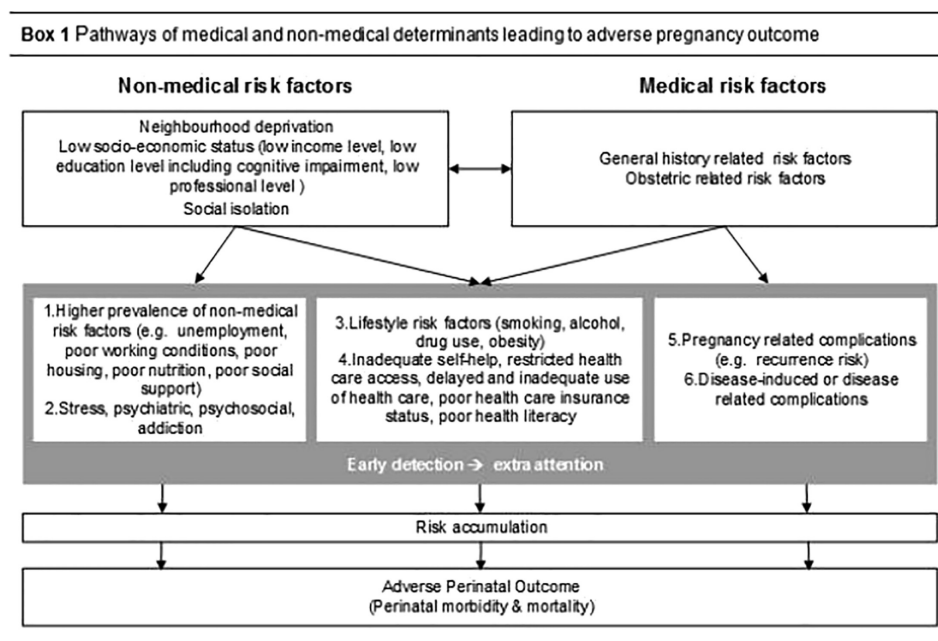 Box 1 Pathways of medical and non-medical determinants leading to adverse pregnancy outcome
Non-medical risk factors
Medical risk factors
Neighbourhood deprivation
Low socio-economic status (low income level, low
education level including cognitive impairment, low
professional level )
Social isolation
General history related risk factors
Obstetric related risk factors
1.Higher prevalence of non-medical
risk factors (e.g. unemployment,
poor working conditions, poor
housing, poor nutrition, poor social
support)
2.Stress, psychiatric, psychosocial,
addiction
3.Lifestyle risk factors (smoking, alcohol,
drug use, obesity)
4.Inadequate self-help, restricted health
care access, delayed and inadequate use
of health care, poor health care insurance
status, poor health literacy
5.Pregnancy related complications
(e.g. recurrence risk)
6.Disease-induced or disease
related complications
Early detection → extra attention
Risk accumulation
Adverse Perinatal Outcome
(Perinatal morbidity & mortality)